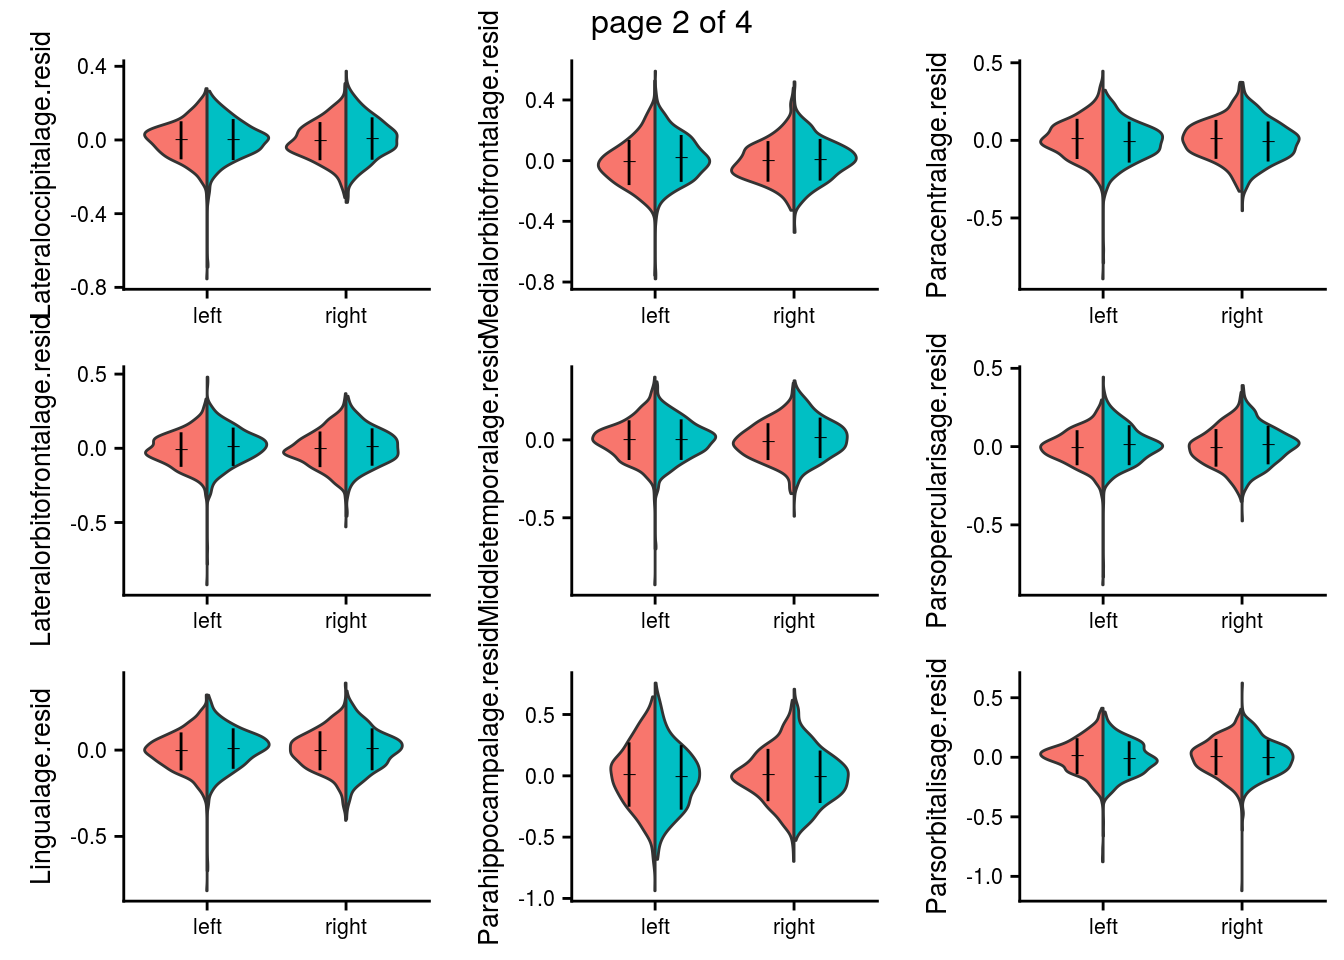 page 2 of 4
Lateraloccipitalage.resid
0.4
0.0
-0.4
-0.8
left
right
Medialorbitofrontalage.resid
0.4
0.0
-0.4
-0.8
left
right
Paracentralage.resid
0.5
0.0
-0.5
left
right
Lateralorbitofrontalage.resid
0.5
0.0
-0.5
left
right
Middletemporalage.resid
0.0
-0.5
left
right
Parsopercularisage.resid
0.5
0.0
-0.5
left
right
Lingualage.resid
0.0
-0.5
left
right
Parahippocampalage.resid
0.5
0.0
-0.5
-1.0
left
right
Parsorbitalisage.resid
0.5
0.0
-0.5
-1.0
left
right